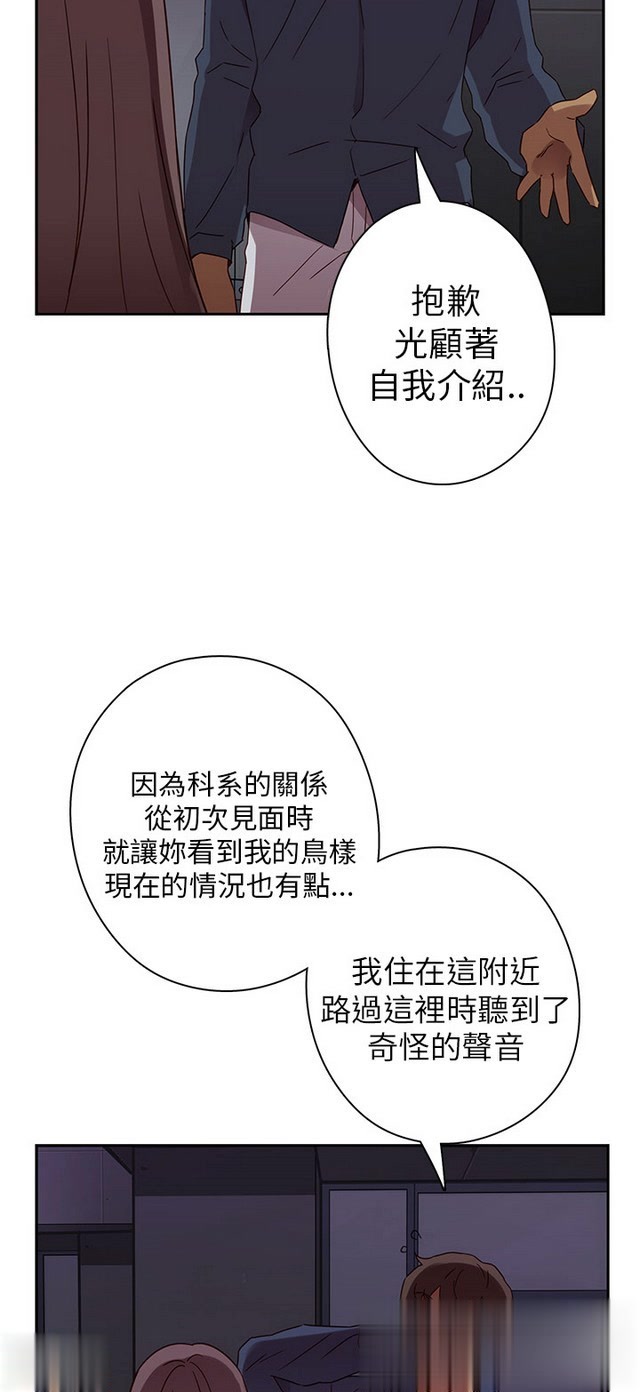 抱歉
光顧著
自我介紹..
因為科系的關係
從初次見面時
就讓妳看到我的鳥樣
現在的情況也有點...
我住在這附近
路過這裡時聽到了
奇怪的聲音